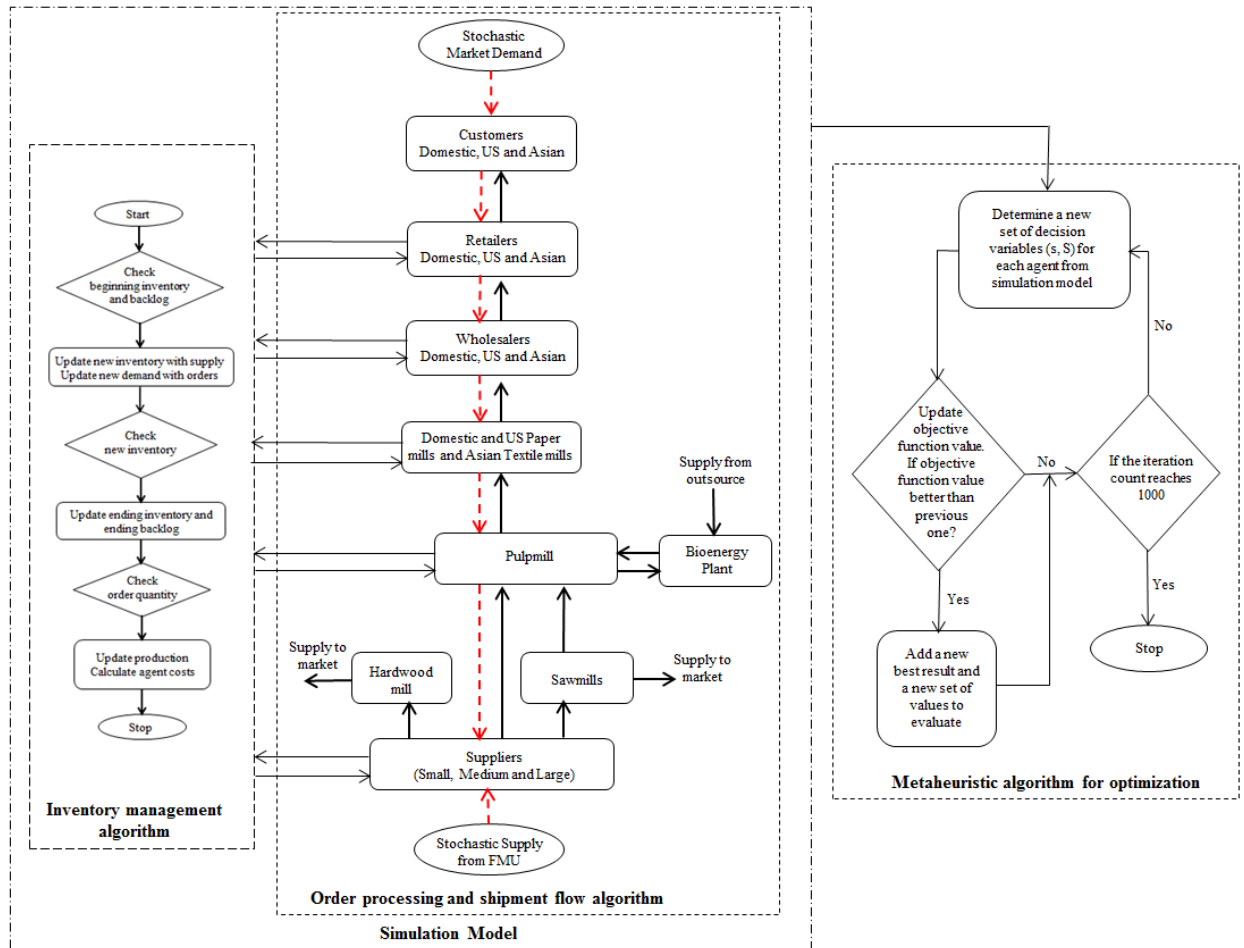 Stochastic
Market Demand
Customers
Domestic, US and Asian
Retailers
Domestic, US and Asian
Wholesalers
Domestic, US and Asian
Domestic and US Paper
mills and Asian Textile mills
Supply from
outsource
Pulpmill
Bioenergy
Plant
Supply to
market
Hardwood
mill
Sawmills
Supply to
market
Suppliers
(Small, Medium and Large)
Stochastic Supply
from FMU
Order processing and shipment flow algorithm
Simulation Model
Start
Check
beginning inventory
and backlog
Update new inventory with supply
Update new demand with orders
Check
new inventory
Update ending inventory and
ending backlog
Check
order quantity
Update production
Calculate agent costs
Stop
Inventory management
algorithm
Determine a new
set of decision
variables (s, S) for
each agent from
simulation model
No
Update
objective
function value.
If objective
function value
better than
previous
one?
No
If the iteration
count reaches
1000
Yes
Yes
Add a new
best result and
a new set of
values to
evaluate
Stop
Metaheuristic algorithm for optimization